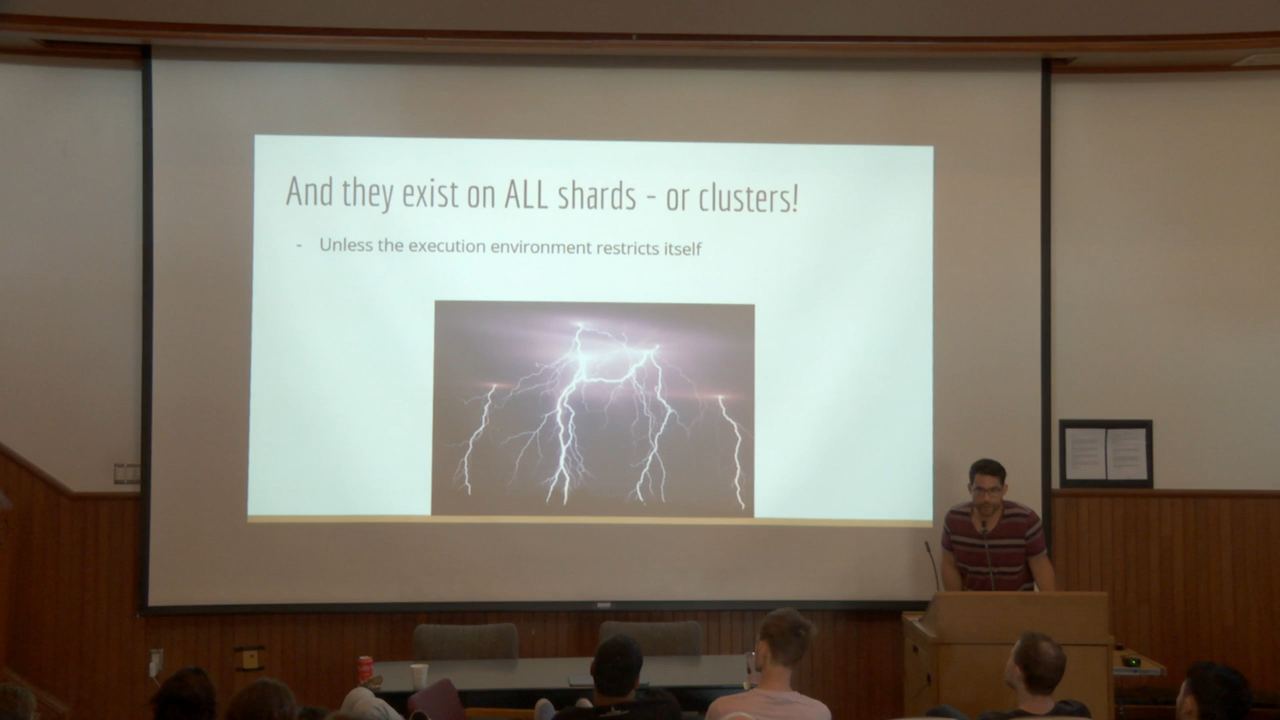 And they exist on ALL shards - or clusters!
- Unless the execution environment restricts itself